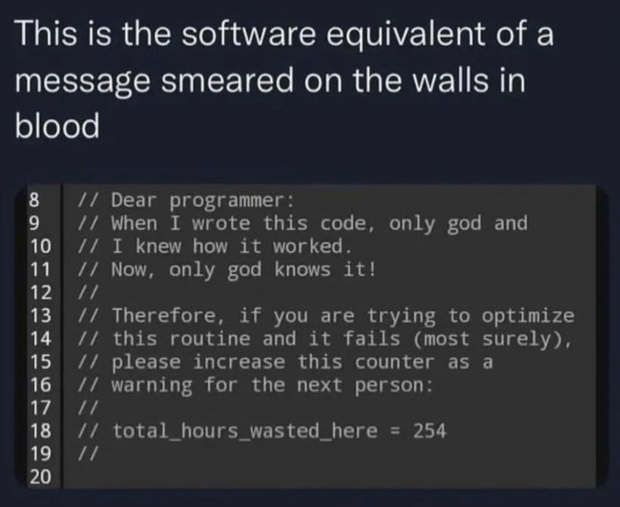 This is the software equivalent of a
message smeared on the walls in
blood
8 // Dear programmer:
9 // When I wrote this code, only god and
10 // I knew how it worked.
11 // Now, only god knows it!
12 //
13 // Therefore, if you are trying to optimize
14 // this routine and it fails (most surely),
15 // please increase this counter as a
16 // warning for the next person:
17 //
18 // total_hours_wasted_here = 254
19 //
20